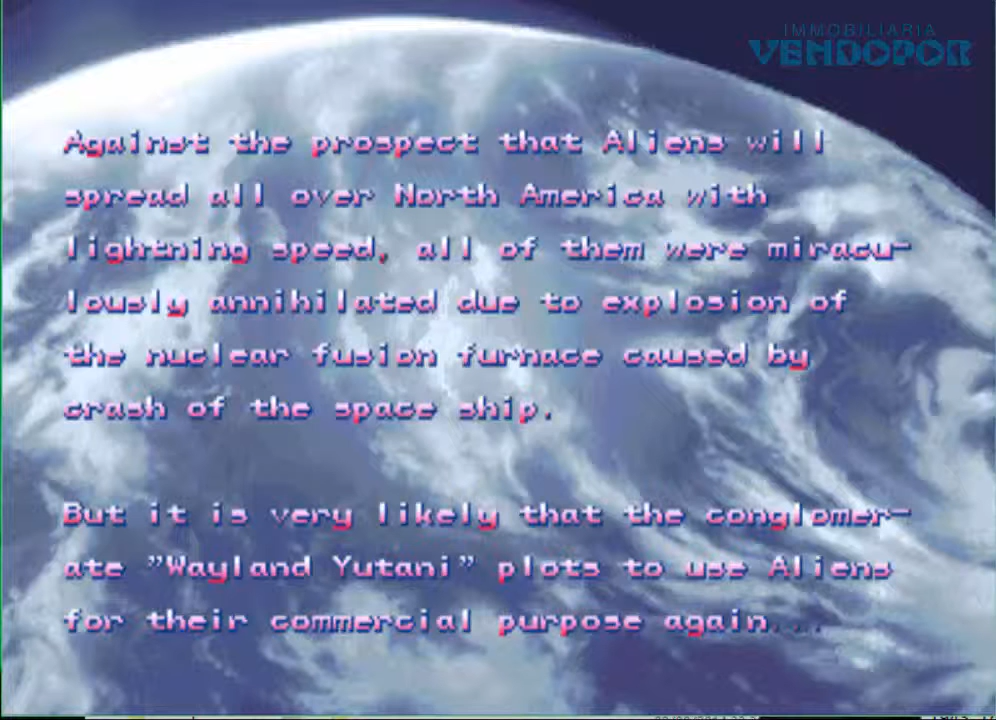 IMMOBILIARIA
VENDOPOR
Against the prospect that Aliens will
spread all over North America with
lightning speed, all of them were miracu-
lously annihilated due to explosion of
the nuclear fusion furnace caused by
crash of the space ship.
But it is very likely that the conglomer-
ate "Wayland Yutani" plots to use Aliens
for their commercial purpose again...